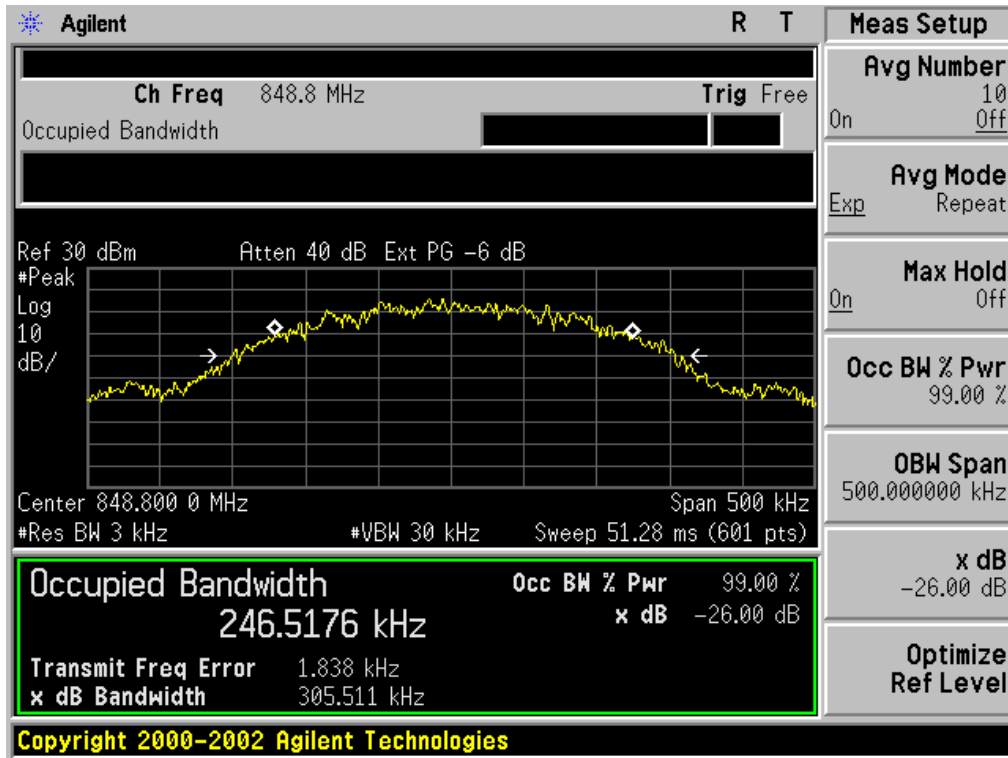 Agilent R T
Ch Freq 848.8 MHz Trig Free
Occupied Bandwidth
Ref 30 dBm Atten 40 dB Ext PG -6 dB
#Peak
Log
10
dB/
Center 848.800 0 MHz Span 500 kHz
#Res BW 3 kHz #VBW 30 kHz Sweep 51.28 ms (601 pts)
Occupied Bandwidth Occ BW % Pwr 99.00 %
246.5176 kHz x dB -26.00 dB
Transmit Freq Error 1.838 kHz
x dB Bandwidth 305.511 kHz
Copyright 2000-2002 Agilent Technologies
Meas Setup
Avg Number
10
On Off
Avg Mode
Exp Repeat
Max Hold
On Off
Occ BW % Pwr
99.00 %
OBW Span
500.000000 kHz
x dB
-26.00 dB
Optimize
Ref Level